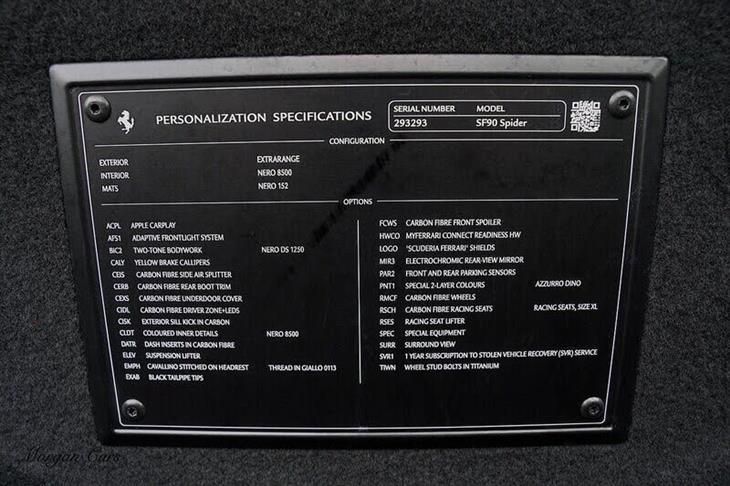 PERSONALIZATION SPECIFICATIONS
SERIAL NUMBER MODEL
293293 SF90 Spider
CONFIGURATION
EXTERIOR EXTRARANGE
INTERIOR NERO 8500
MATS NERO 152
OPTIONS
ACPL APPLE CARPLAY
AFS1 ADAPTIVE FRONTLIGHT SYSTEM
BIC2 TWO-TONE BODYWORK NERO DS 1250
CALY YELLOW BRAKE CALLIPERS
CEIS CARBON FIBRE SIDE AIR SPLITTER
CERB CARBON FIBRE REAR BOOT TRIM
CEXS CARBON FIBRE UNDERDOOR COVER
CIDL CARBON FIBRE DRIVER ZONE+LEDS
CISK EXTERIOR SILL KICK IN CARBON
CLDT COLOURED INNER DETAILS NERO 8500
DATR DASH INSERTS IN CARBON FIBRE
ELEV SUSPENSION LIFTER
EMPH CAVALLINO STITCHED ON HEADREST THREAD IN GIALLO 0113
EXAB BLACK TAILPIPE TIPS
FCWS CARBON FIBRE FRONT SPOILER
HWCO MYFERRARI CONNECT READINESS HW
LOGO 'SCUDERIA FERRARI' SHIELDS
MIR3 ELECTROCHROMIC REAR-VIEW MIRROR
PAR2 FRONT AND REAR PARKING SENSORS
PNT1 SPECIAL 2-LAYER COLOURS AZZURRO DINO
RMCF CARBON FIBRE WHEELS
RSCH CARBON FIBRE RACING SEATS RACING SEATS, SIZE XL
RSES RACING SEAT LIFTER
SPEC SPECIAL EQUIPMENT
SURR SURROUND VIEW
SVR1 1 YEAR SUBSCRIPTION TO STOLEN VEHICLE RECOVERY (SVR) SERVICE
TIWN WHEEL STUD BOLTS IN TITANIUM
Morgan Cars